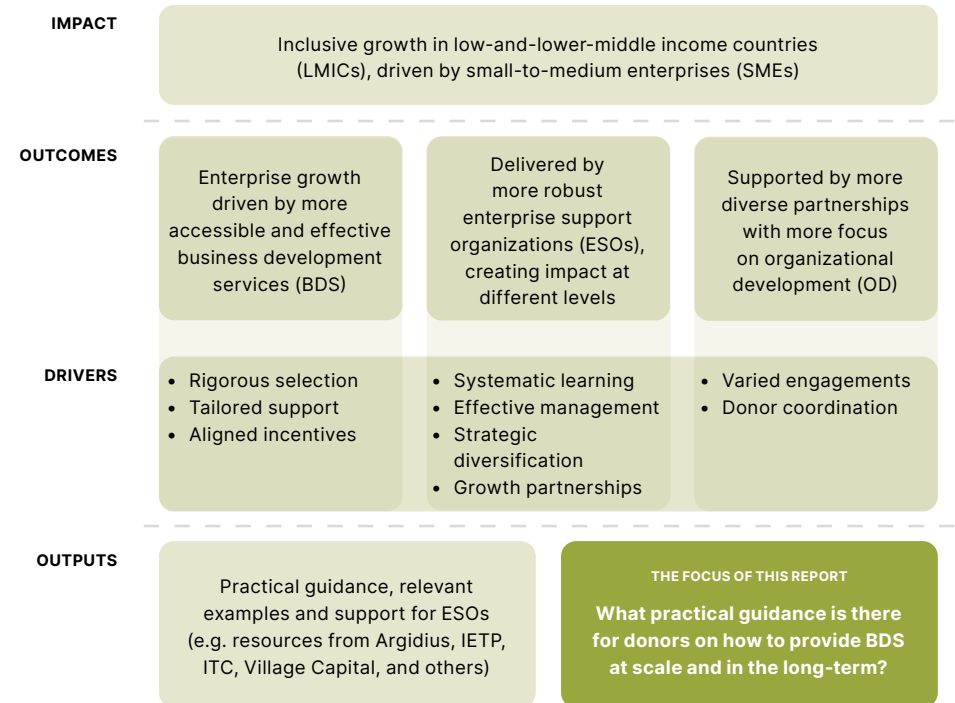 IMPACT
Inclusive growth in low-and-lower-middle income countries
(LMICs), driven by small-to-medium enterprises (SMEs)
OUTCOMES
Enterprise growth
driven by more
accessible and effective
business development
services (BDS)
Delivered by
more robust
enterprise support
organizations (ESOs),
creating impact at
different levels
Supported by more
diverse partnerships
with more focus
on organizational
development (OD)
DRIVERS
• Rigorous selection
• Tailored support
• Aligned incentives
• Systematic learning
• Effective management
• Strategic
diversification
• Growth partnerships
• Varied engagements
• Donor coordination
OUTPUTS
Practical guidance, relevant
examples and support for ESOs
(e.g. resources from Argidius, IETP,
ITC, Village Capital, and others)
THE FOCUS OF THIS REPORT
What practical guidance is there
for donors on how to provide BDS
at scale and in the long-term?